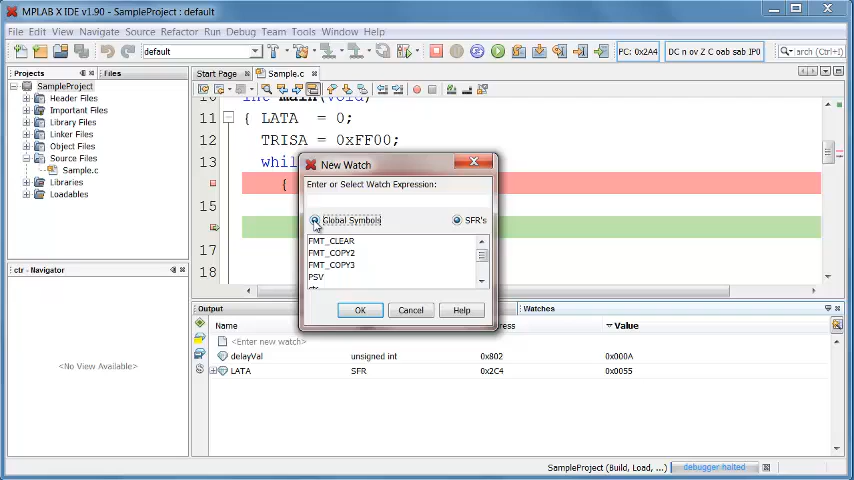 MPLAB X IDE v1.90 - SampleProject : default
File Edit View Navigate Source Refactor Run Debug Team Tools Window Help
default
PC: 0x2A4
DC n ov Z C oab sab IP0
Search (Ctrl+I)
Projects
Files
SampleProject
Header Files
Important Files
Library Files
Linker Files
Object Files
Source Files
Sample.c
Libraries
Loadables
Start Page
Sample.c
11 { LATA = 0;
12 TRISA = 0xFF00;
13
{
15
17
18
New Watch
Enter or Select Watch Expression:
Global Symbols
SFR's
FMT_CLEAR
FMT_COPY2
FMT_COPY3
PSV
OK
Cancel
Help
ctr - Navigator
<No View Available>
Output
Watches
Name
Value
<Enter new watch>
delayVal unsigned int 0x802 0x000A
LATA SFR 0x2C4 0x0055
SampleProject (Build, Load, ...)
debugger halted